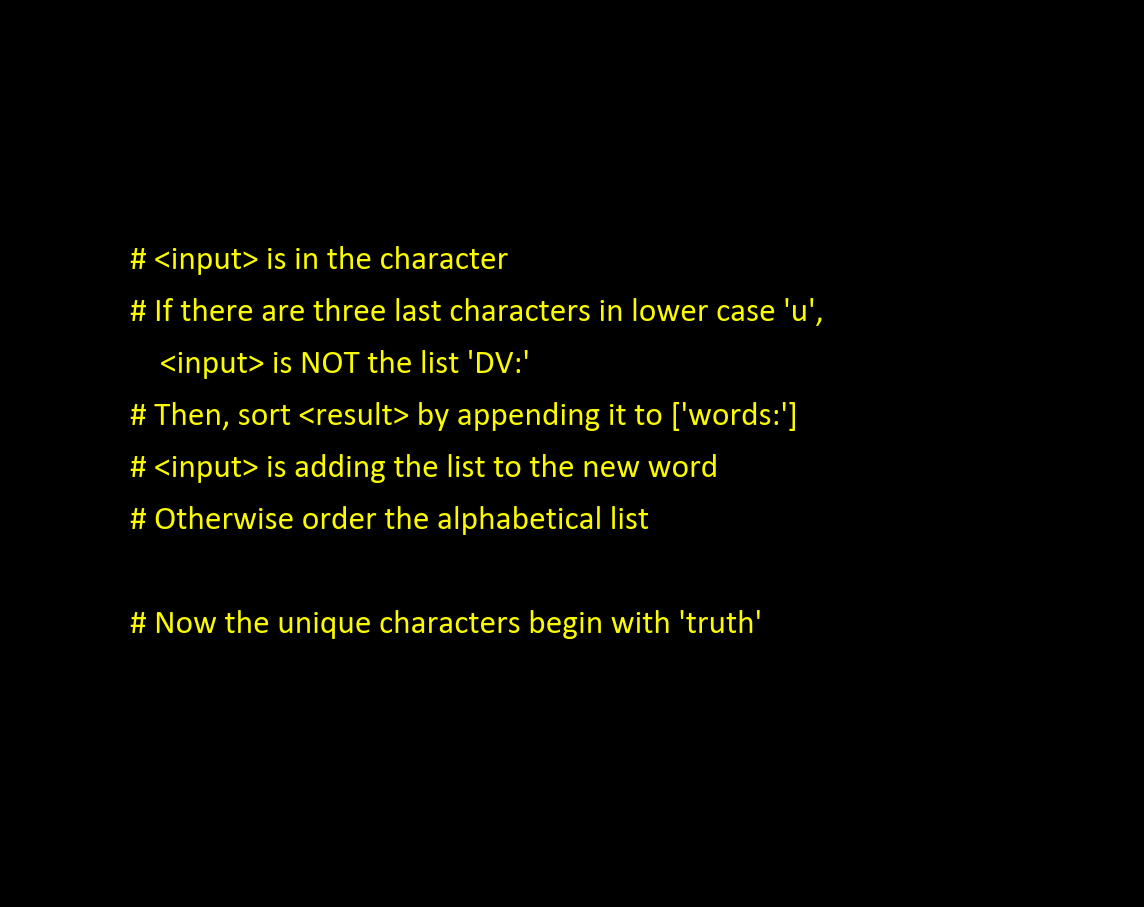 # <input> is in the character
# If there are three last characters in lower case 'u',
<input> is NOT the list 'DV:'
# Then, sort <result> by appending it to ['words:']
# <input> is adding the list to the new word
# Otherwise order the alphabetical list
# Now the unique characters begin with 'truth'